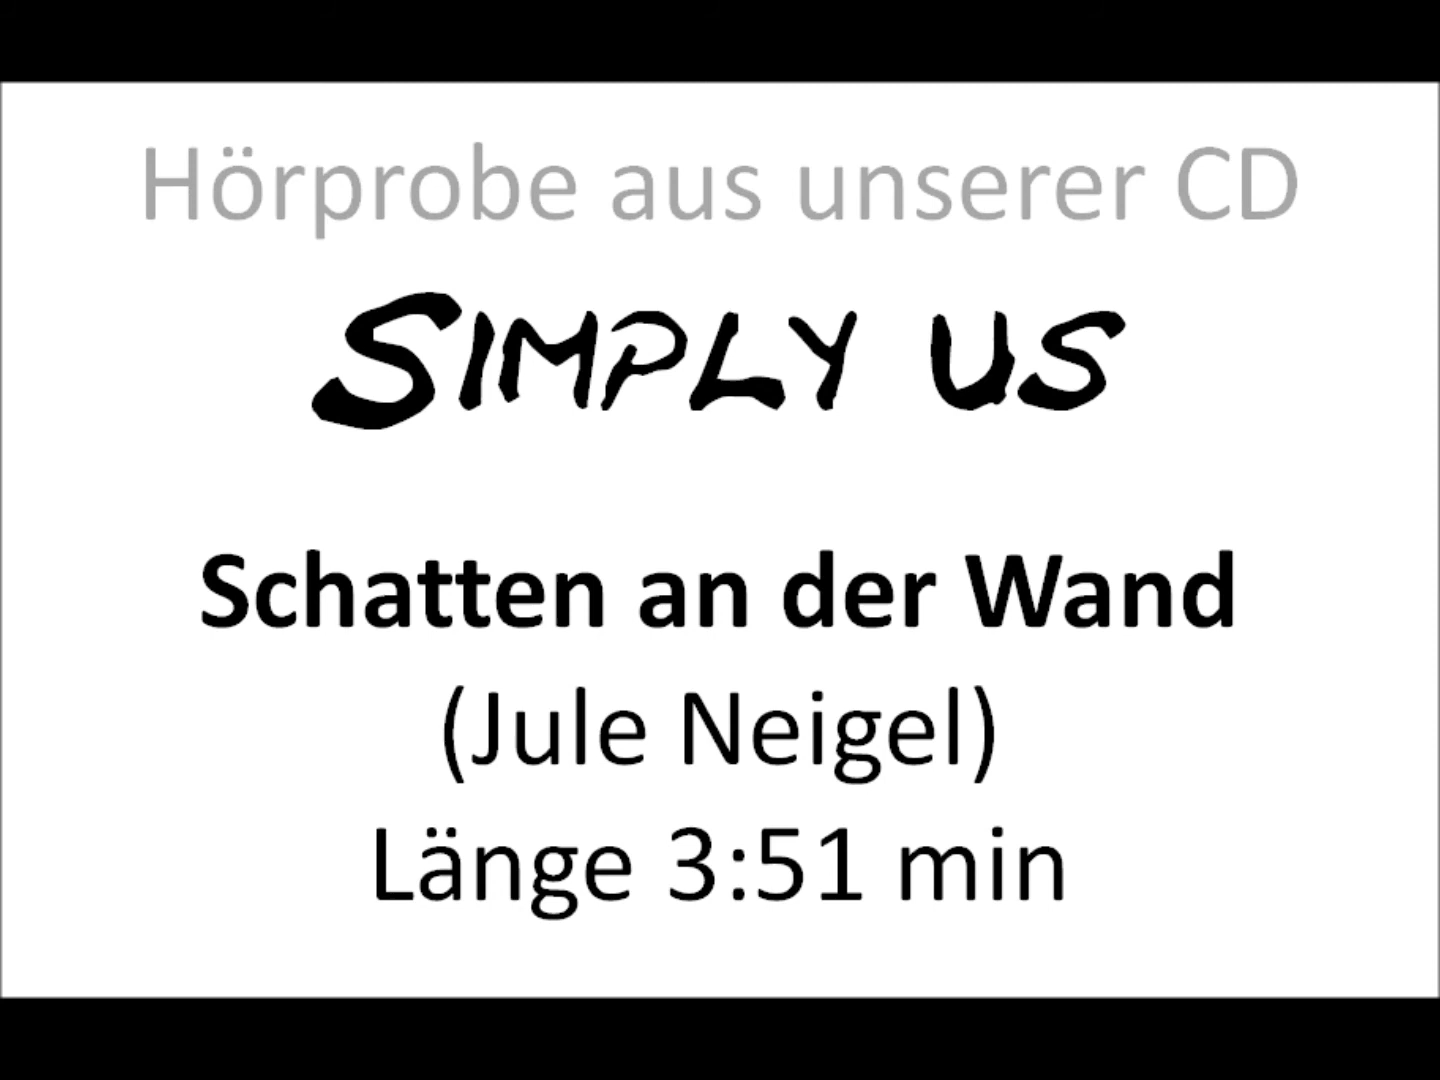 Hörprobe aus unserer CD
SIMPLY US
Schatten an der Wand
(Jule Neigel)
Länge 3:51 min